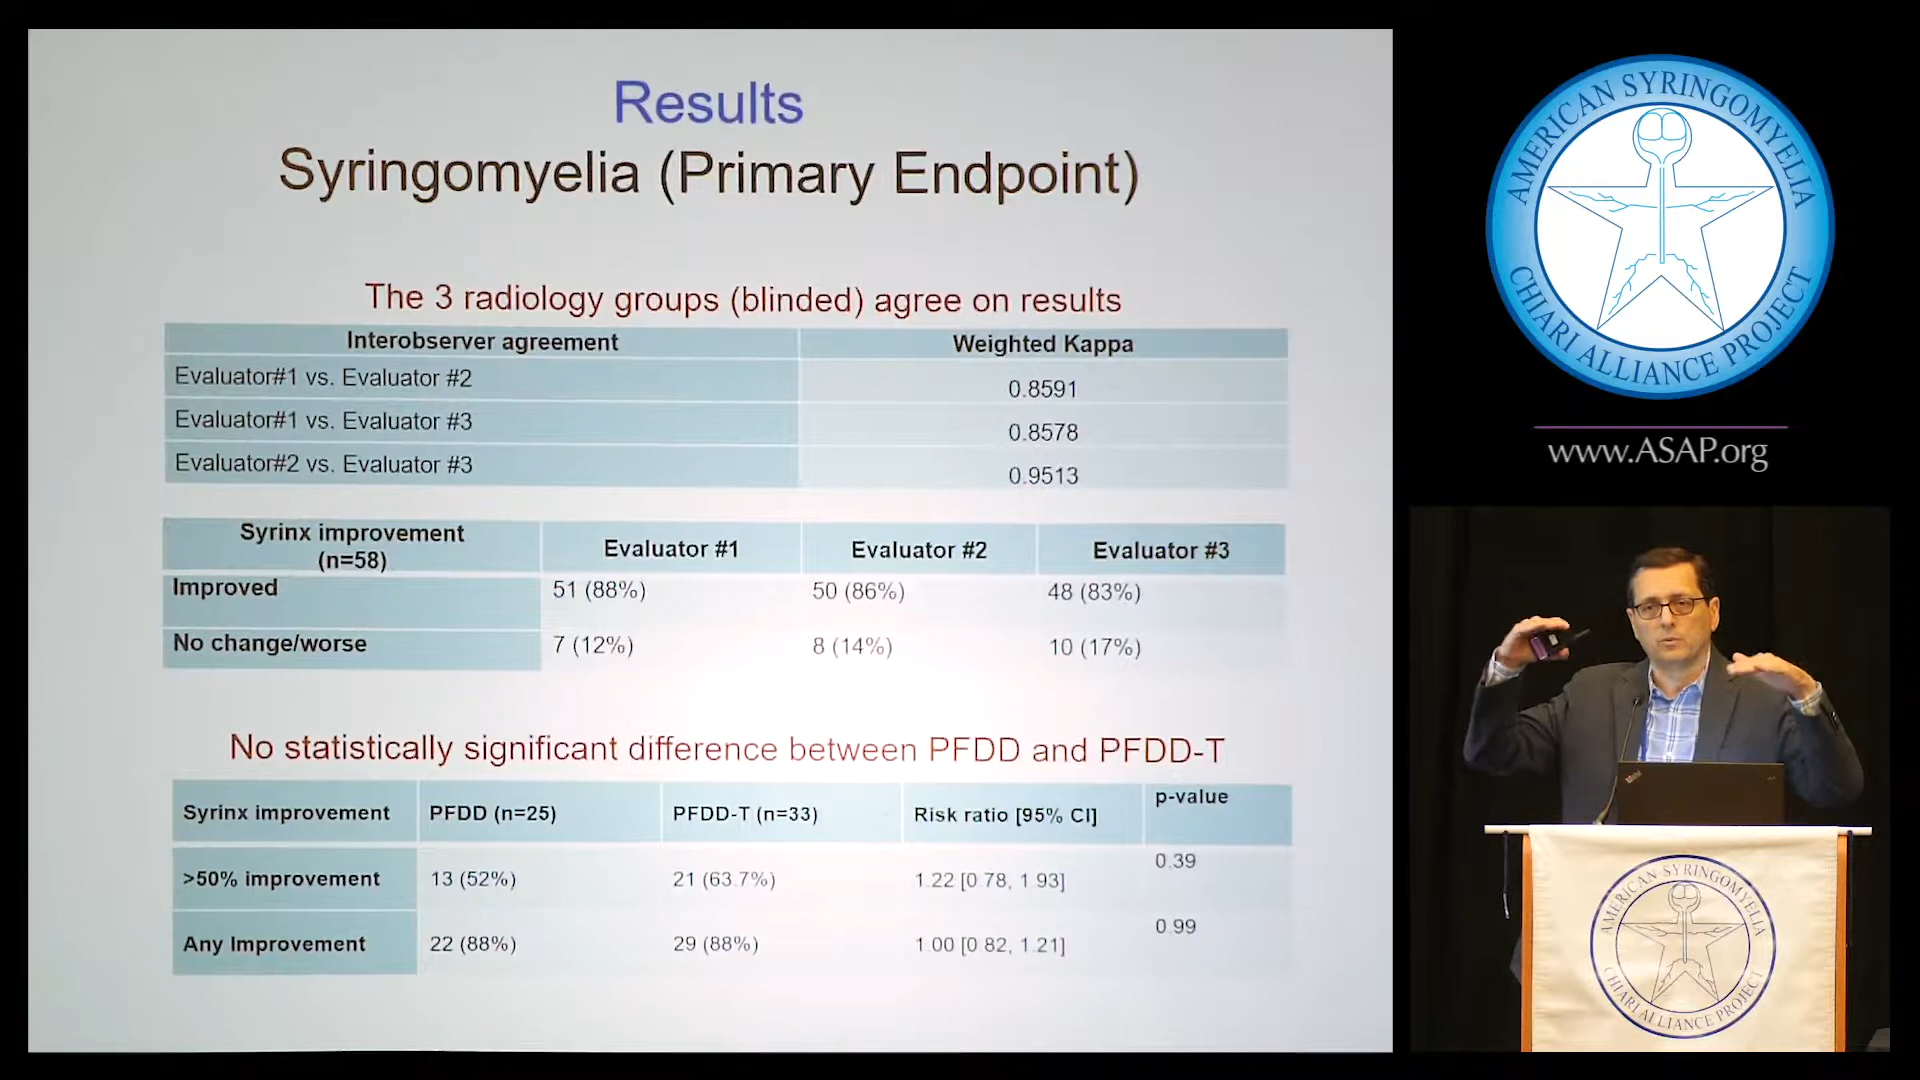 Results
Syringomyelia (Primary Endpoint)
The 3 radiology groups (blinded) agree on results
Interobserver agreement Weighted Kappa
Evaluator#1 vs. Evaluator #2 0.8591
Evaluator#1 vs. Evaluator #3 0.8578
Evaluator#2 vs. Evaluator #3 0.9513
Syrinx improvement
(n=58) Evaluator #1 Evaluator #2 Evaluator #3
Improved 51 (88%) 50 (86%) 48 (83%)
No change/worse 7 (12%) 8 (14%) 10 (17%)
No statistically significant difference between PFDD and PFDD-T
Syrinx improvement PFDD (n=25) PFDD-T (n=33) Risk ratio [95% CI] p-value
>50% improvement 13 (52%) 21 (63.7%) 1.22 [0.78, 1.93] 0.39
Any Improvement 22 (88%) 29 (88%) 1.00 [0.82, 1.21] 0.99
AMERICAN SYRINGOMYELIA
CHIARI ALLIANCE PROJECT
www.ASAP.org
ThinkPad
AMERICAN SYRINGOMYELIA
CHIARI ALLIANCE PROJECT